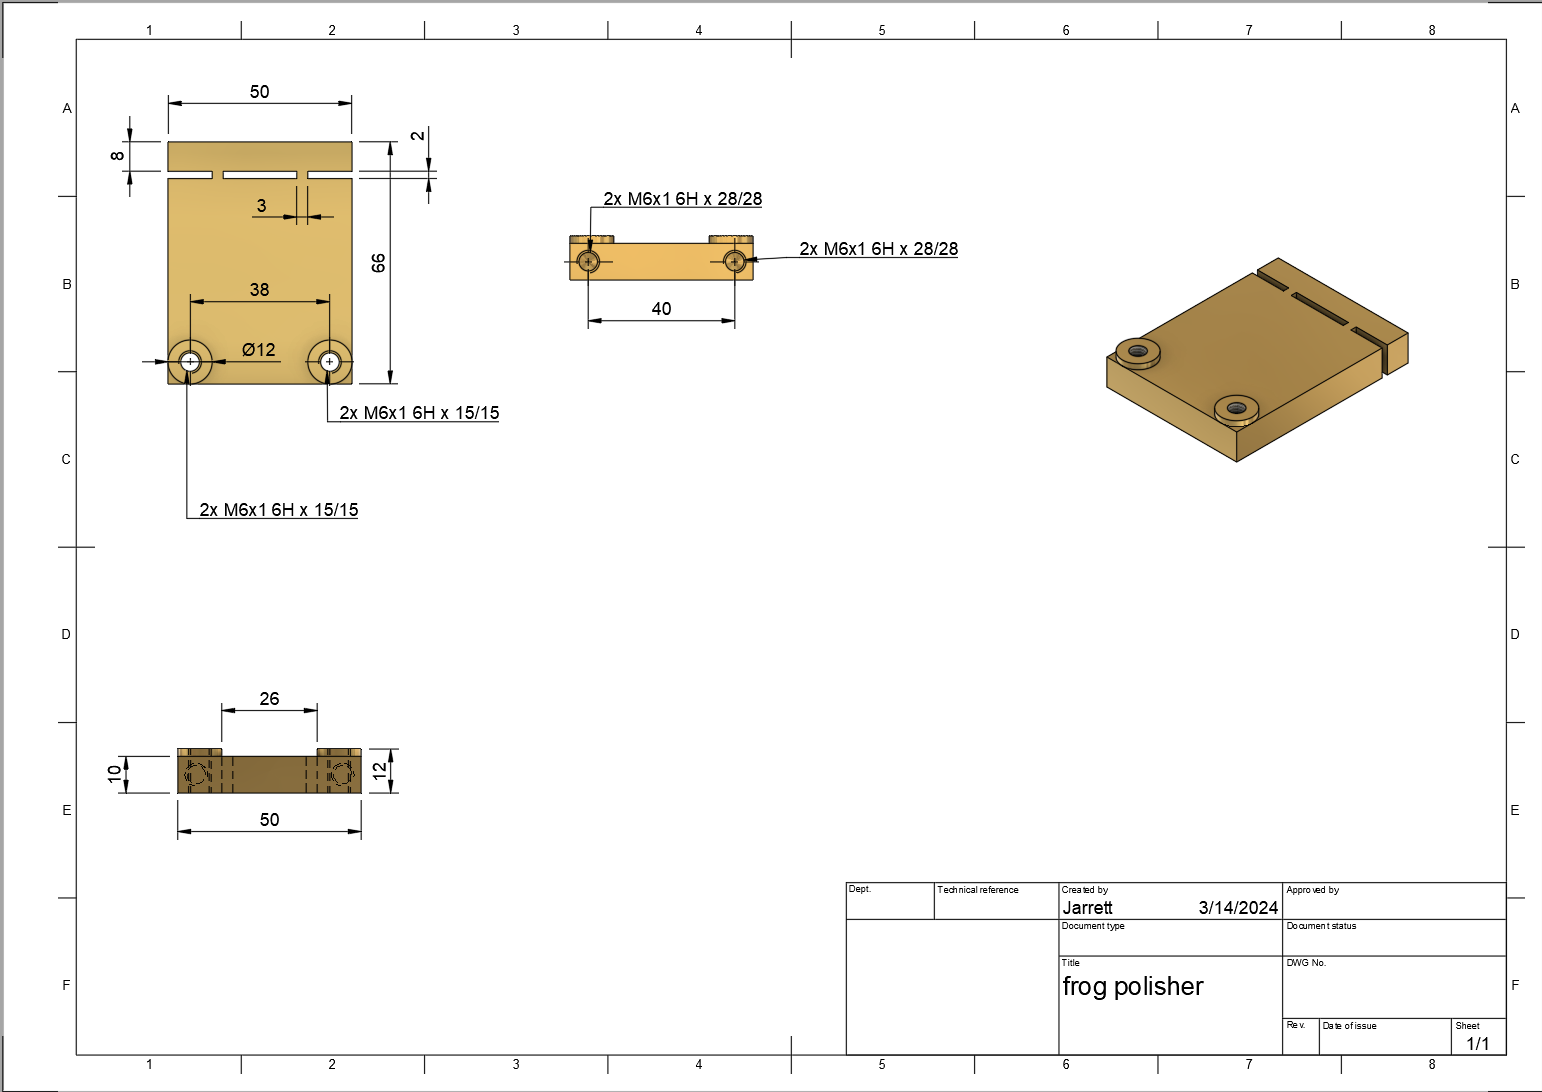 1 2 3 4 5 6 7 8
A A
50
2
8
2x M6x1 6H x 28/28
3
2x M6x1 6H x 28/28
66
B B
38
40
Ø12
2x M6x1 6H x 15/15
C C
2x M6x1 6H x 15/15
D D
26
10
12
E E
50
Dept.
Technical reference
Created by
Approved by
Jarrett 3/14/2024
Document type
Document status
Title
DWG No.
frog polisher
F F
Rev.
Date of issue
Sheet
1/1
1 2 3 4 5 6 7 8